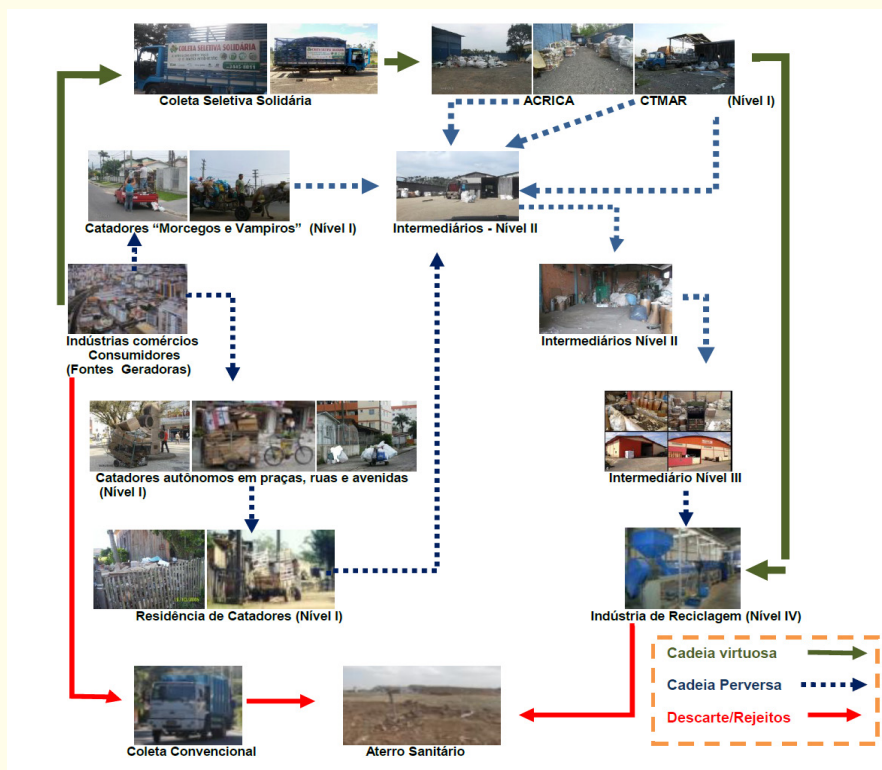 COLETA SELETIVA SOLIDÁRIA
Coleta Seletiva Solidária
ACRICA
CTMAR
(Nível I)
Catadores “Morcegos e Vampiros” (Nível I)
Intermediários - Nível II
Indústrias comércios
Consumidores
(Fontes Geradoras)
Intermediários Nível II
Catadores autônomos em praças, ruas e avenidas
(Nível I)
Intermediário Nível III
Residência de Catadores (Nível I)
Indústria de Reciclagem (Nível IV)
Cadeia virtuosa
Cadeia Perversa
Descarte/Rejeitos
Coleta Convencional
Aterro Sanitário